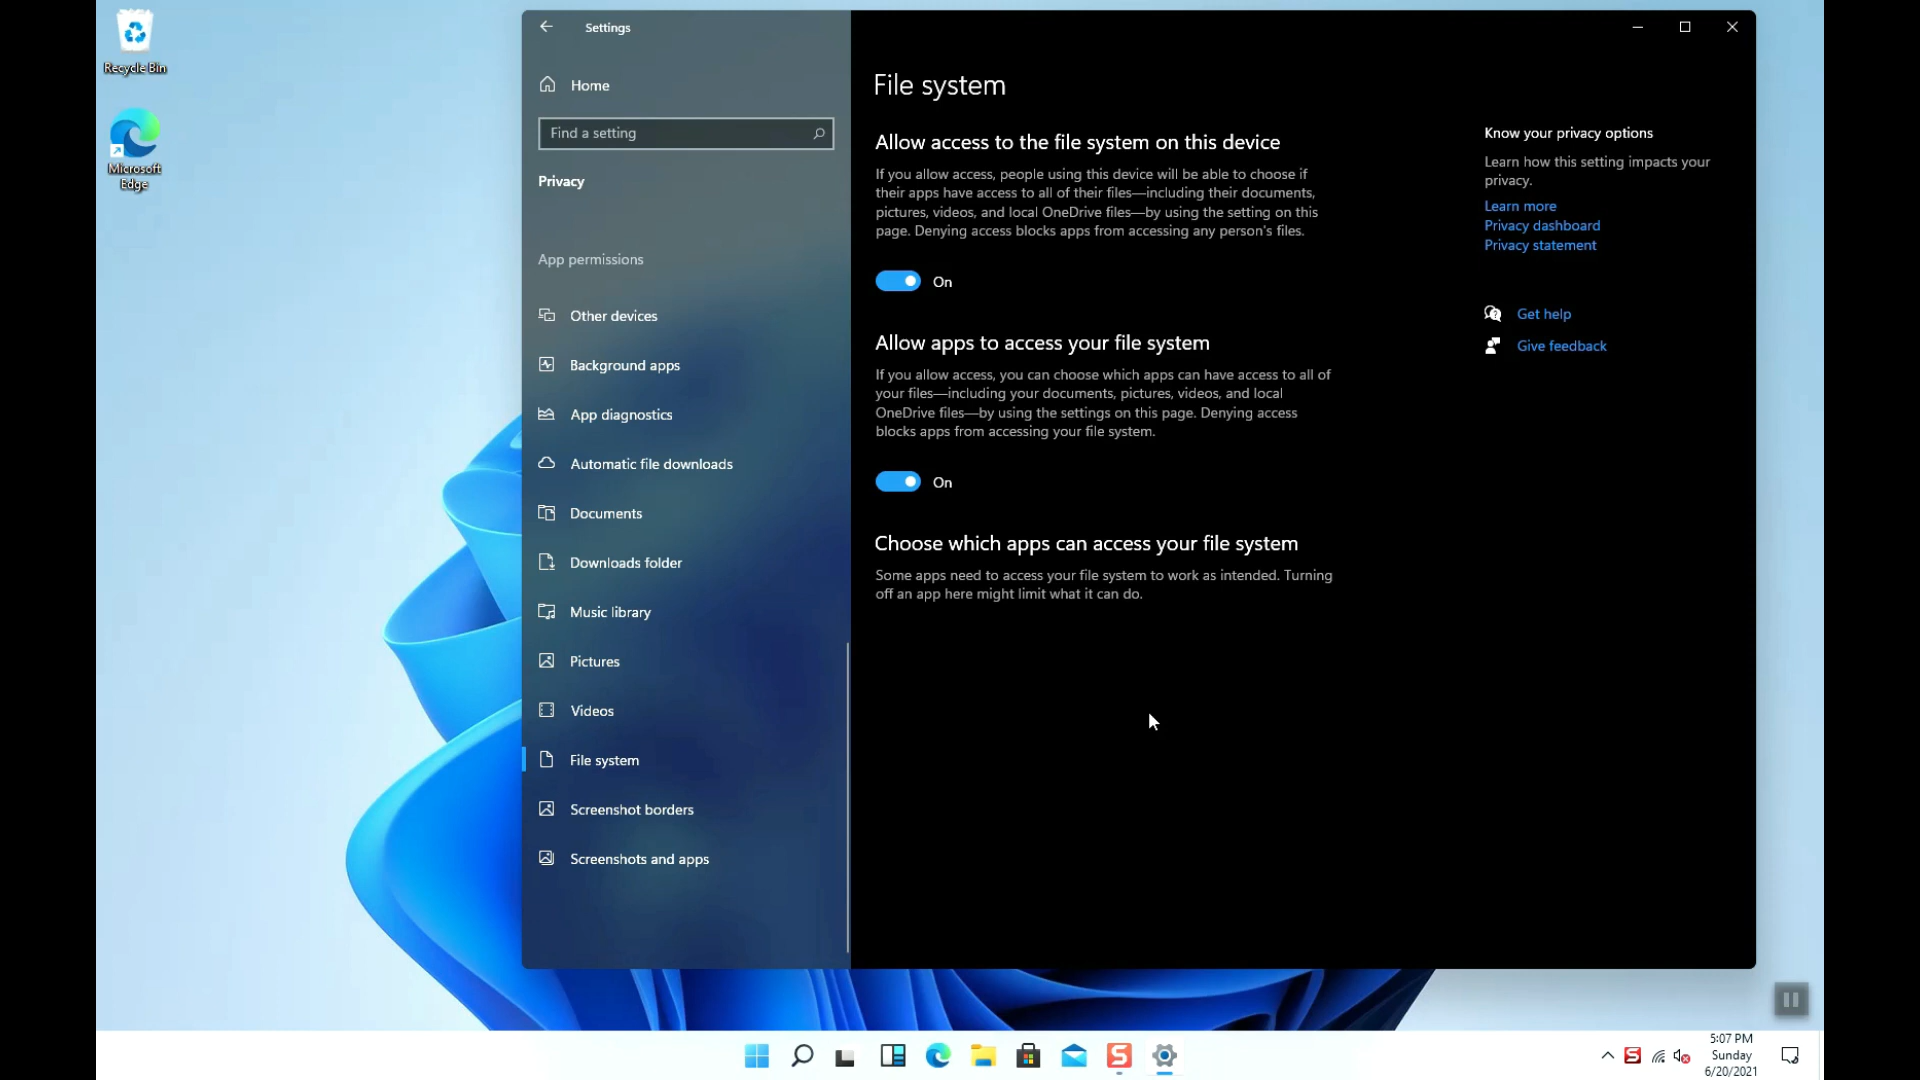 Recycle Bin
Microsoft
Edge
Settings
Home
Find a setting
Privacy
App permissions
Other devices
Background apps
App diagnostics
Automatic file downloads
Documents
Downloads folder
Music library
Pictures
Videos
File system
Screenshot borders
Screenshots and apps
File system
Allow access to the file system on this device
If you allow access, people using this device will be able to choose if
their apps have access to all of their files—including their documents,
pictures, videos, and local OneDrive files—by using the setting on this
page. Denying access blocks apps from accessing any person's files.
On
Allow apps to access your file system
If you allow access, you can choose which apps can have access to all of
your files—including your documents, pictures, videos, and local
OneDrive files—by using the settings on this page. Denying access
blocks apps from accessing your file system.
On
Choose which apps can access your file system
Some apps need to access your file system to work as intended. Turning
off an app here might limit what it can do.
Know your privacy options
Learn how this setting impacts your
privacy.
Learn more
Privacy dashboard
Privacy statement
Get help
Give feedback
5:07 PM
Sunday
6/20/2021